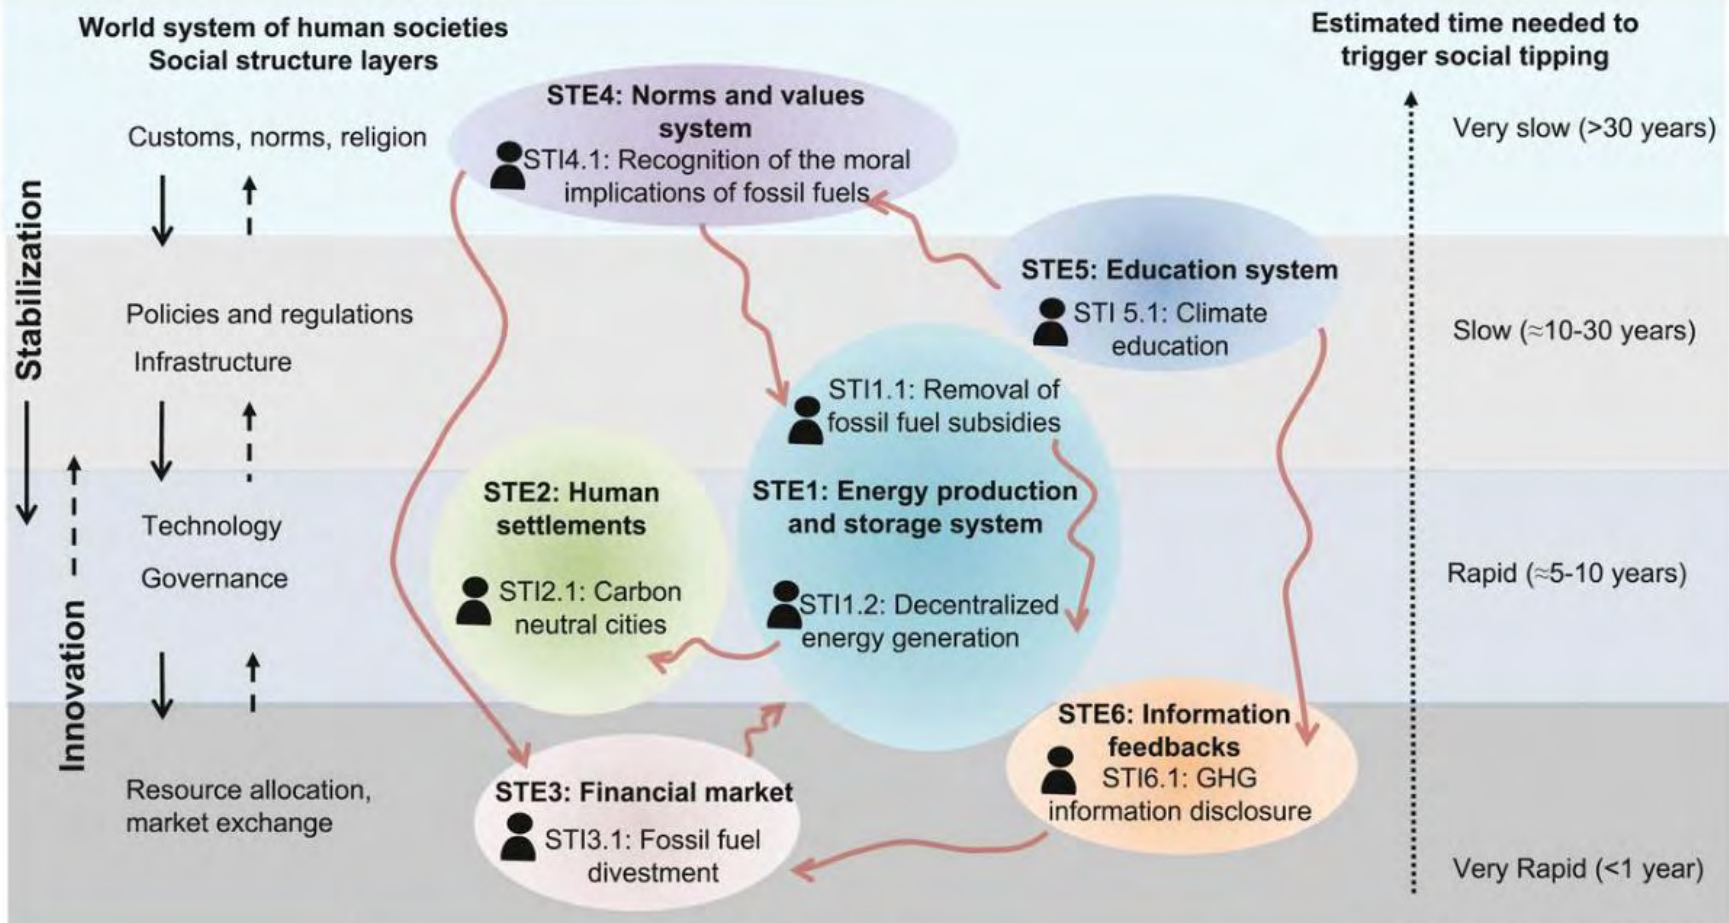 World system of human societies
Social structure layers
Estimated time needed to
trigger social tipping
Customs, norms, religion
Policies and regulations
Infrastructure
Technology
Governance
Resource allocation,
market exchange
Stabilization
Innovation
STE4: Norms and values
system
STI4.1: Recognition of the moral
implications of fossil fuels
STE5: Education system
STI 5.1: Climate
education
STI1.1: Removal of
fossil fuel subsidies
STE1: Energy production
and storage system
STI1.2: Decentralized
energy generation
STE2: Human
settlements
STI2.1: Carbon
neutral cities
STE3: Financial market
STI3.1: Fossil fuel
divestment
STE6: Information
feedbacks
STI6.1: GHG
information disclosure
Very slow (>30 years)
Slow (≈10-30 years)
Rapid (≈5-10 years)
Very Rapid (<1 year)